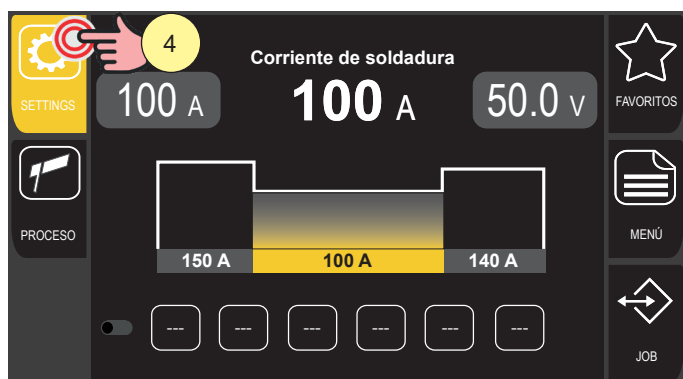 4
Corriente de soldadura
SETTINGS
100 A
100 A
50.0 V
FAVORITOS
PROCESO
MENÚ
150 A
100 A
140 A
---
---
---
---
---
---
JOB